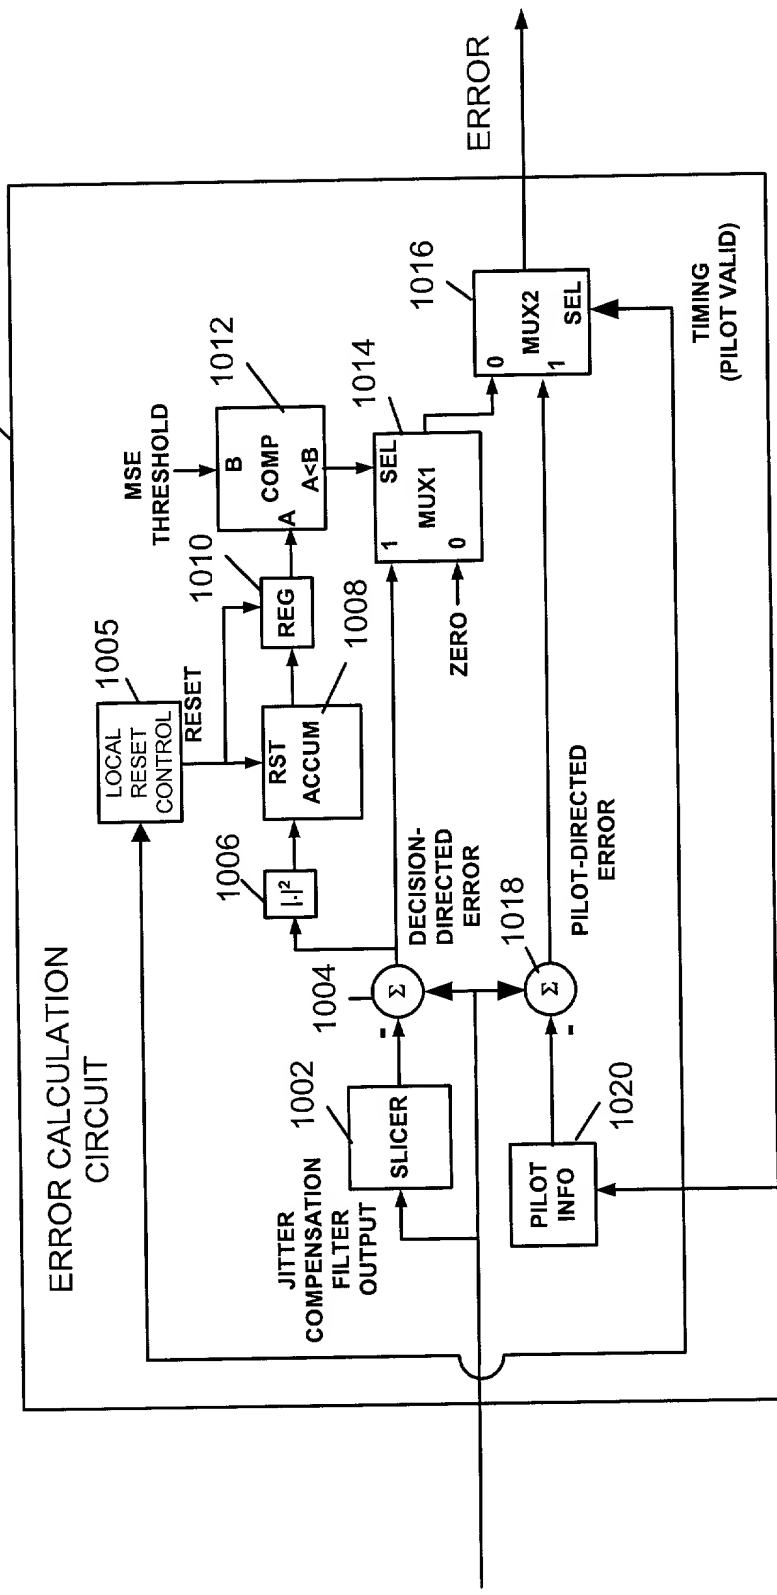 ERROR CALCULATION
CIRCUIT
LOCAL
RESET
CONTROL
1005
RESET
MSE
THRESHOLD
1010
REG
B
COMP
A
A<B
1012
1006
|·|²
RST
ACCUM
1008
JITTER
COMPENSATION
FILTER
OUTPUT
1002
SLICER
-
1004
Σ
DECISION-
DIRECTED
ERROR
ZERO
1
0
SEL
MUX1
1014
PILOT
INFO
1020
-
Σ
1018
PILOT-DIRECTED
ERROR
0
1
MUX2
SEL
1016
TIMING
(PILOT VALID)
ERROR